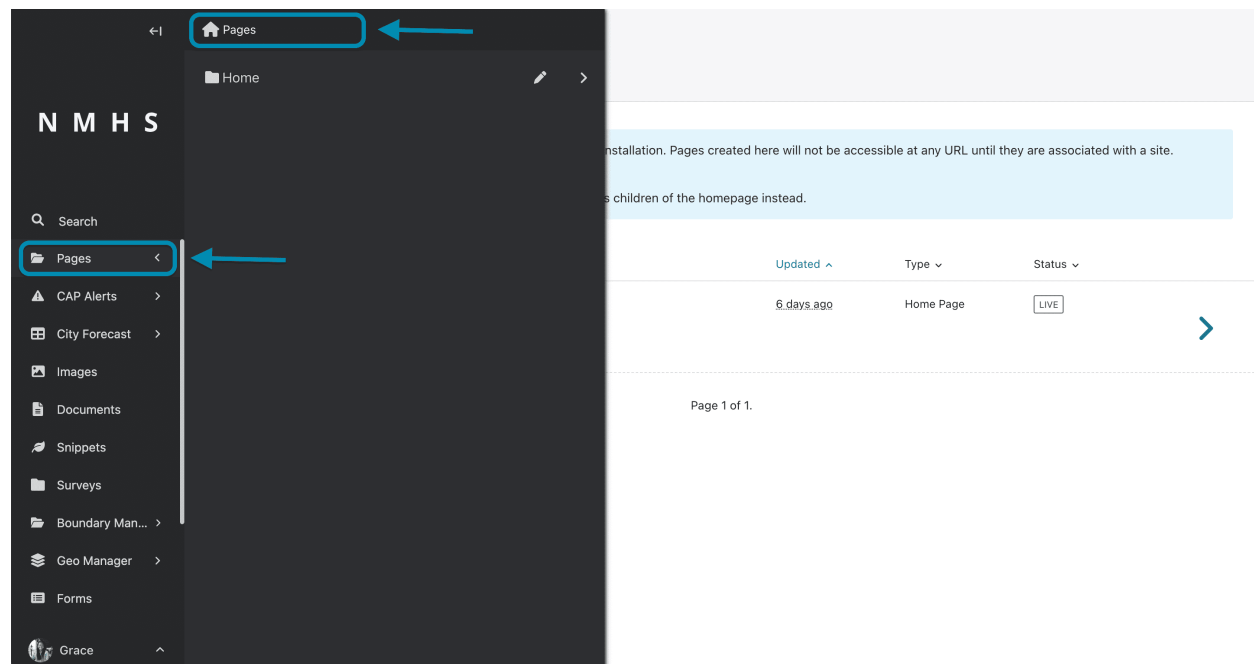 Pages
Home
N M H S
Search
Pages
CAP Alerts
City Forecast
Images
Documents
Snippets
Surveys
Boundary Man...
Geo Manager
Forms
Grace
nstallation. Pages created here will not be accessible at any URL until they are associated with a site.
s children of the homepage instead.
Updated Type Status
6 days ago Home Page LIVE
Page 1 of 1.